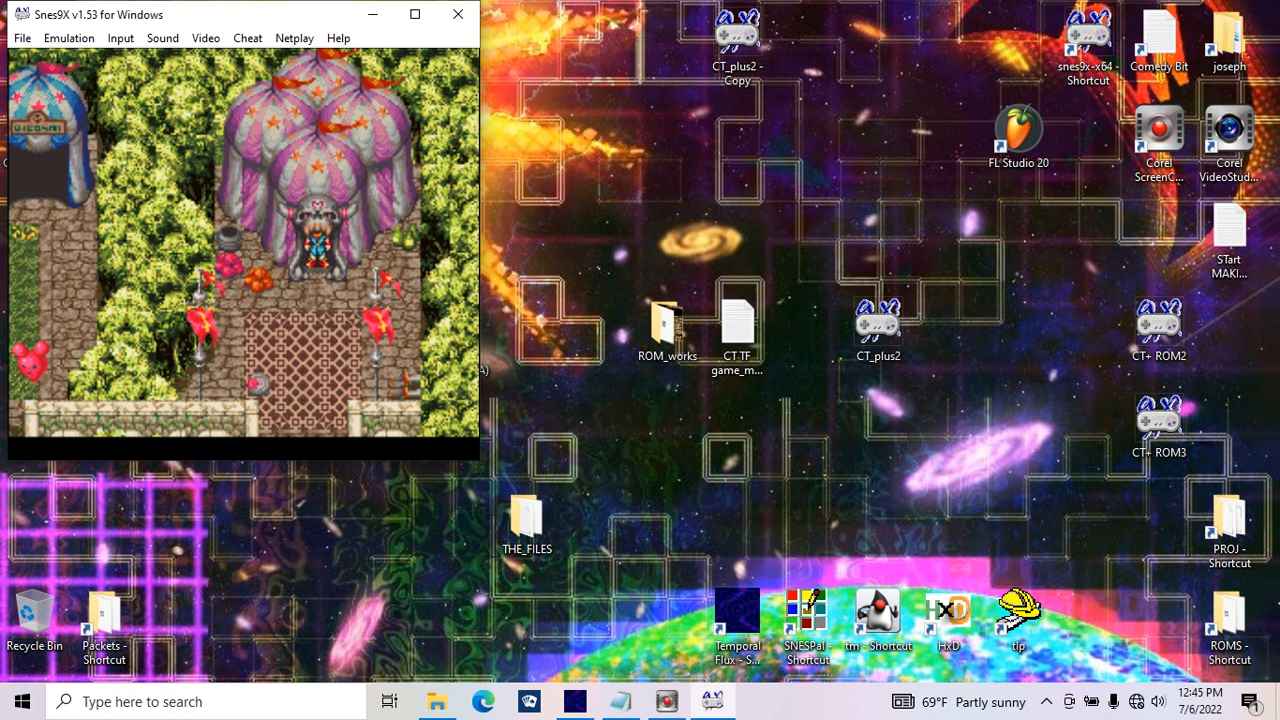 Snes9X v1.53 for Windows
File Emulation Input Sound Video Cheat Netplay Help
CT_plus2 -
Copy
snes9x-x64 -
Shortcut
Comedy Bit
joseph
FL Studio 20
Corel
ScreenC...
Corel
VideoStud...
STart
MAKI...
ROM_works
CT TF
game_m...
CT_plus2
CT+ ROM2
A)
CT+ ROM3
THE_FILES
PROJ -
Shortcut
Recycle Bin
Packets -
Shortcut
Temporal
Flux - S...
SNESPal -
Shortcut
tm - Shortcut
HxD
tlp
ROMS -
Shortcut
Type here to search
69°F Partly sunny
12:45 PM
7/6/2022
1